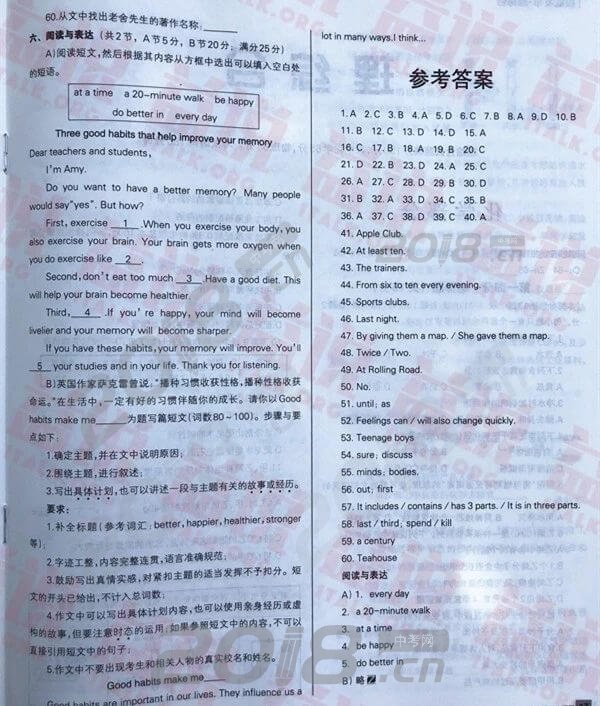 60.从文中找出老舍先生的著作名称:
六、阅读与表达(共2节,A节5分,B节20分;满分25分)
A)阅读短文,然后根据其内容从方框中选出可以填入空白处
的短语。
at a time a 20-minute walk be happy
do better in every day
Three good habits that help improve your memory
Dear teachers and students,
I'm Amy.
Do you want to have a better memory? Many people
would say"yes". But how?
First, exercise 1 .When you exercise your body, you
also exercise your brain. Your brain gets more oxygen when
you do exercise like 2 .
Second,don't eat too much 3 .Have a good diet. This
will help your brain become healthier.
Third, 4 .If you're happy, your mind will become
livelier and your memory will become sharper.
If you have these habits,your memory will improve. You'll
5 your studies and in your life. Thank you for listening.
B)英国作家萨克雷曾说,"播种习惯收获性格,播种性格收获
命运。"在生活中,一定有好的习惯伴随你的成长。请你以Good
habits make me 为题写篇短文(词数80~100)。步骤与要
点如下:
1.确定主题,并在文中说明原因;
2.围绕主题,进行叙述;
3.写出具体计划,也可以讲述一段与主题有关的故事或经历。
要求:
1.补全标题(参考词汇:better,happier,healthier,stronger
等);
2.字迹工整,内容完整连贯,语言准确规范;
3.鼓励写出真情实感,对紧扣主题的适当发挥不予扣分。短
文的开头已给出,不计入总词数;
4.作文中可以写出具体计划内容,也可以使用亲身经历或虚
构的故事,但要注意时态的运用;如果参照短文中的内容,不可以
直接引用短文中的句子;
5.作文中不要出现考生和相关人物的真实校名和姓名。
Good habits make me
Good habits are important in our lives. They influence us a
lot in many ways.I think...
参考答案
1.A 2.C 3.B 4.A 5.D 6.C 7.B 8.A 9.D 10.B
11.B 12.C 13.D 14.D 15.A
16.C 17.B 18.A 19.B 20.C
21.D 22.B 23.D 24.A 25.C
26.A 27.C 28.D 29.B 30.D
31.B 32.A 33.D 34.C 35.B
36.A 37.C 38.D 39.C 40.A
41. Apple Club.
42. At least ten.
43. The trainers.
44. From six to ten every evening.
45. Sports clubs.
46. Last night.
47. By giving them a map. / She gave them a map.
48. Twice / Two.
49. At Rolling Road.
50. No.
51. until; as
52. Feelings can / will also change quickly.
53. Teenage boys
54. sure; discuss
55. minds; bodies.
56. out; first
57. It includes / contains / has 3 parts. / It is in three parts.
58. last / third; spend / kill
59. a century
60. Teahouse
阅读与表达
A) 1. every day
2. a 20-minute walk
3. at a time
4. be happy
5. do better in
B) 略